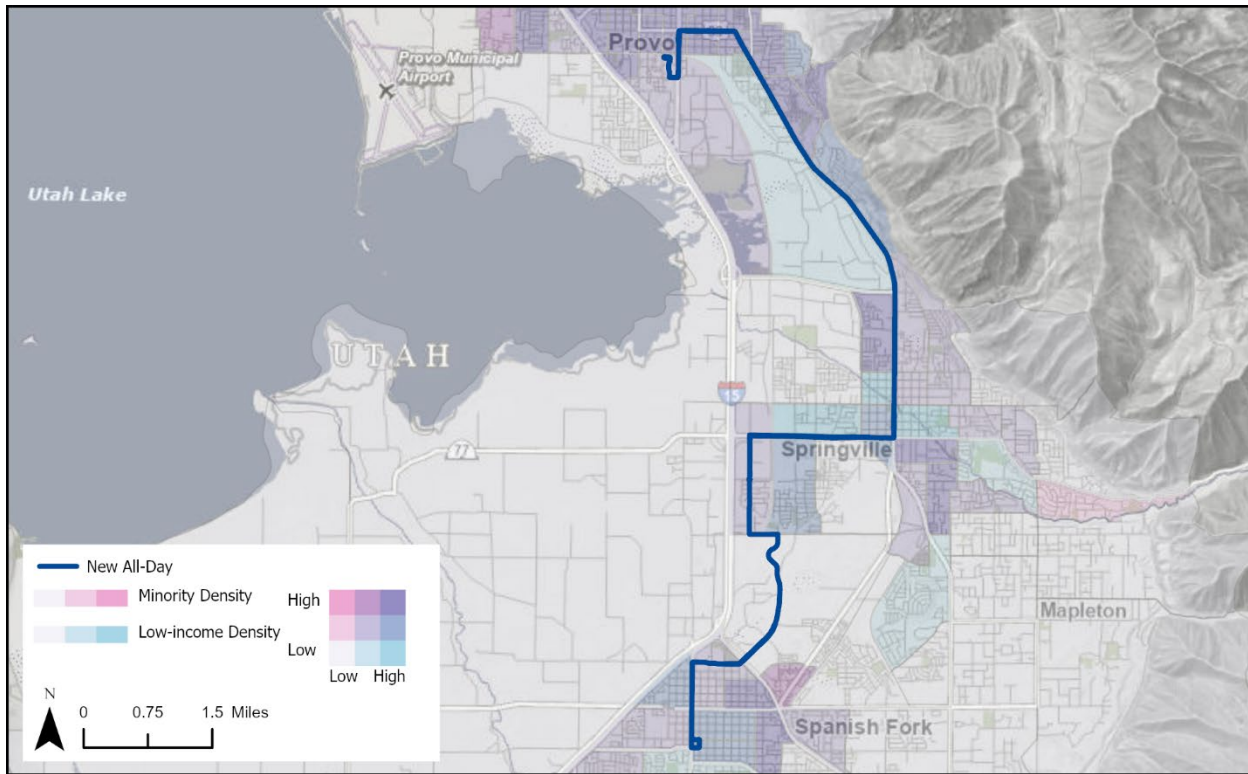 Provo
Provo Municipal
Airport
Utah Lake
UTAH
15
77
Springville
Mapleton
Spanish Fork
New All-Day
Minority Density
Low-income Density
High
Low
Low High
N
0 0.75 1.5 Miles